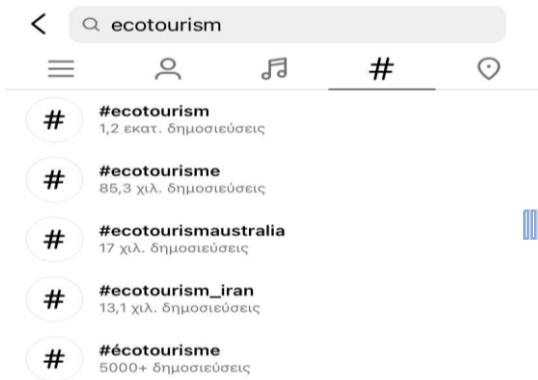 ecotourism
#
# #ecotourism
1,2 εκατ. δημοσιεύσεις
# #ecotourisme
85,3 χιλ. δημοσιεύσεις
# #ecotourismaustralia
17 χιλ. δημοσιεύσεις
# #ecotourism_iran
13,1 χιλ. δημοσιεύσεις
# #écotourisme
5000+ δημοσιεύσεις